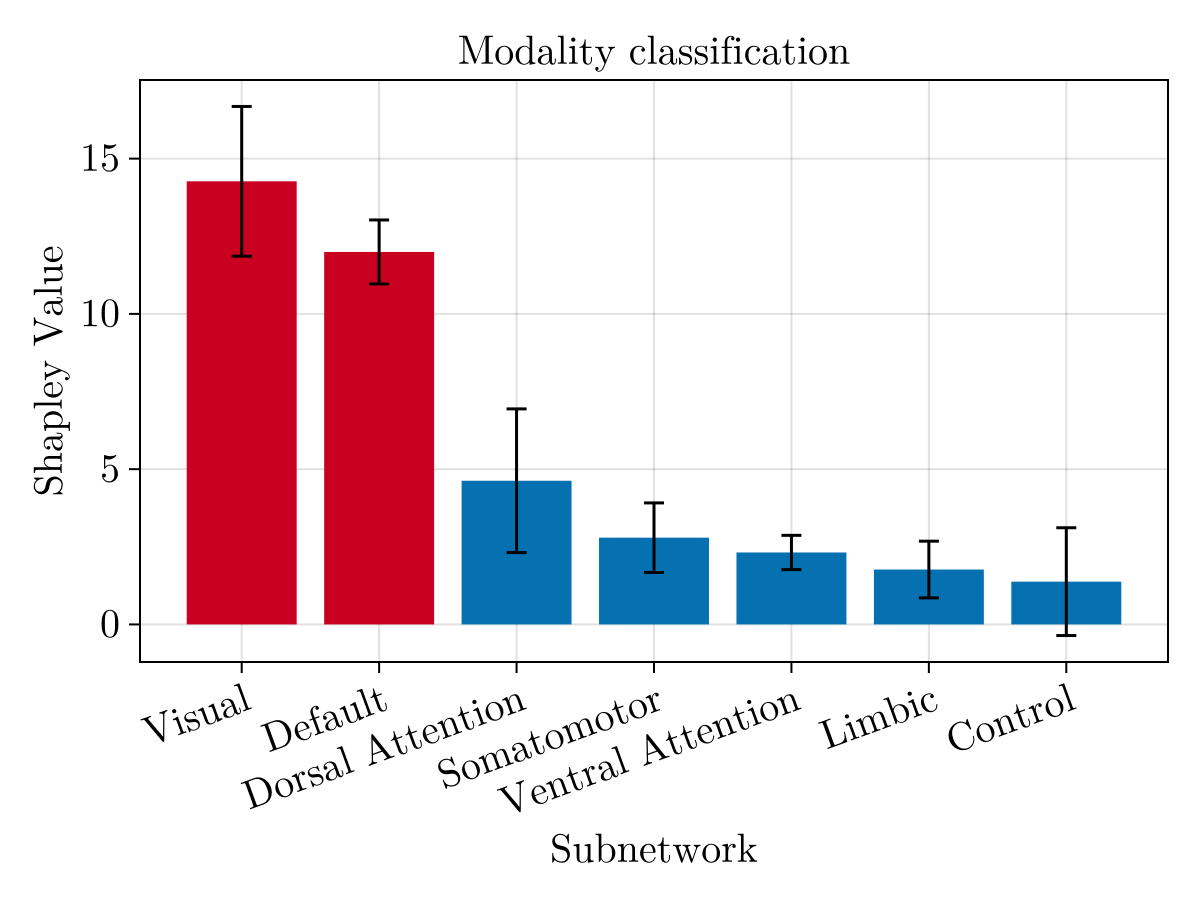 Modality classification
Shapley Value
15
10
5
0
Visual
Default
Dorsal Attention
Somatomotor
Ventral Attention
Limbic
Control
Subnetwork